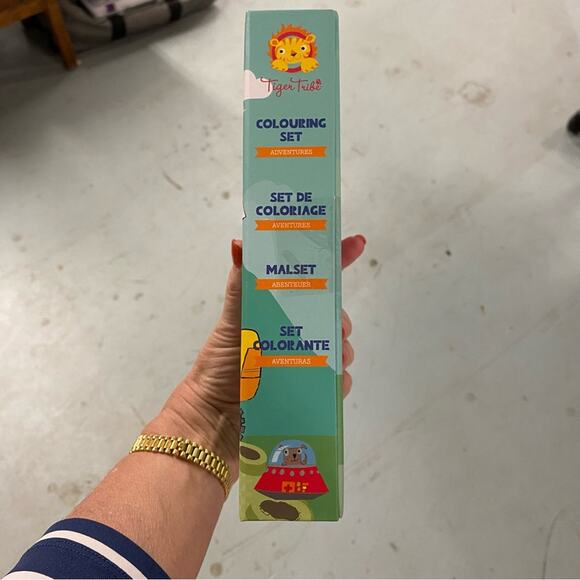 Tiger Tribe
COLOURING
SET
ADVENTURES
SET DE
COLORIAGE
AVENTURES
MALSET
ABENTEUER
SET
COLORANTE
AVENTURAS